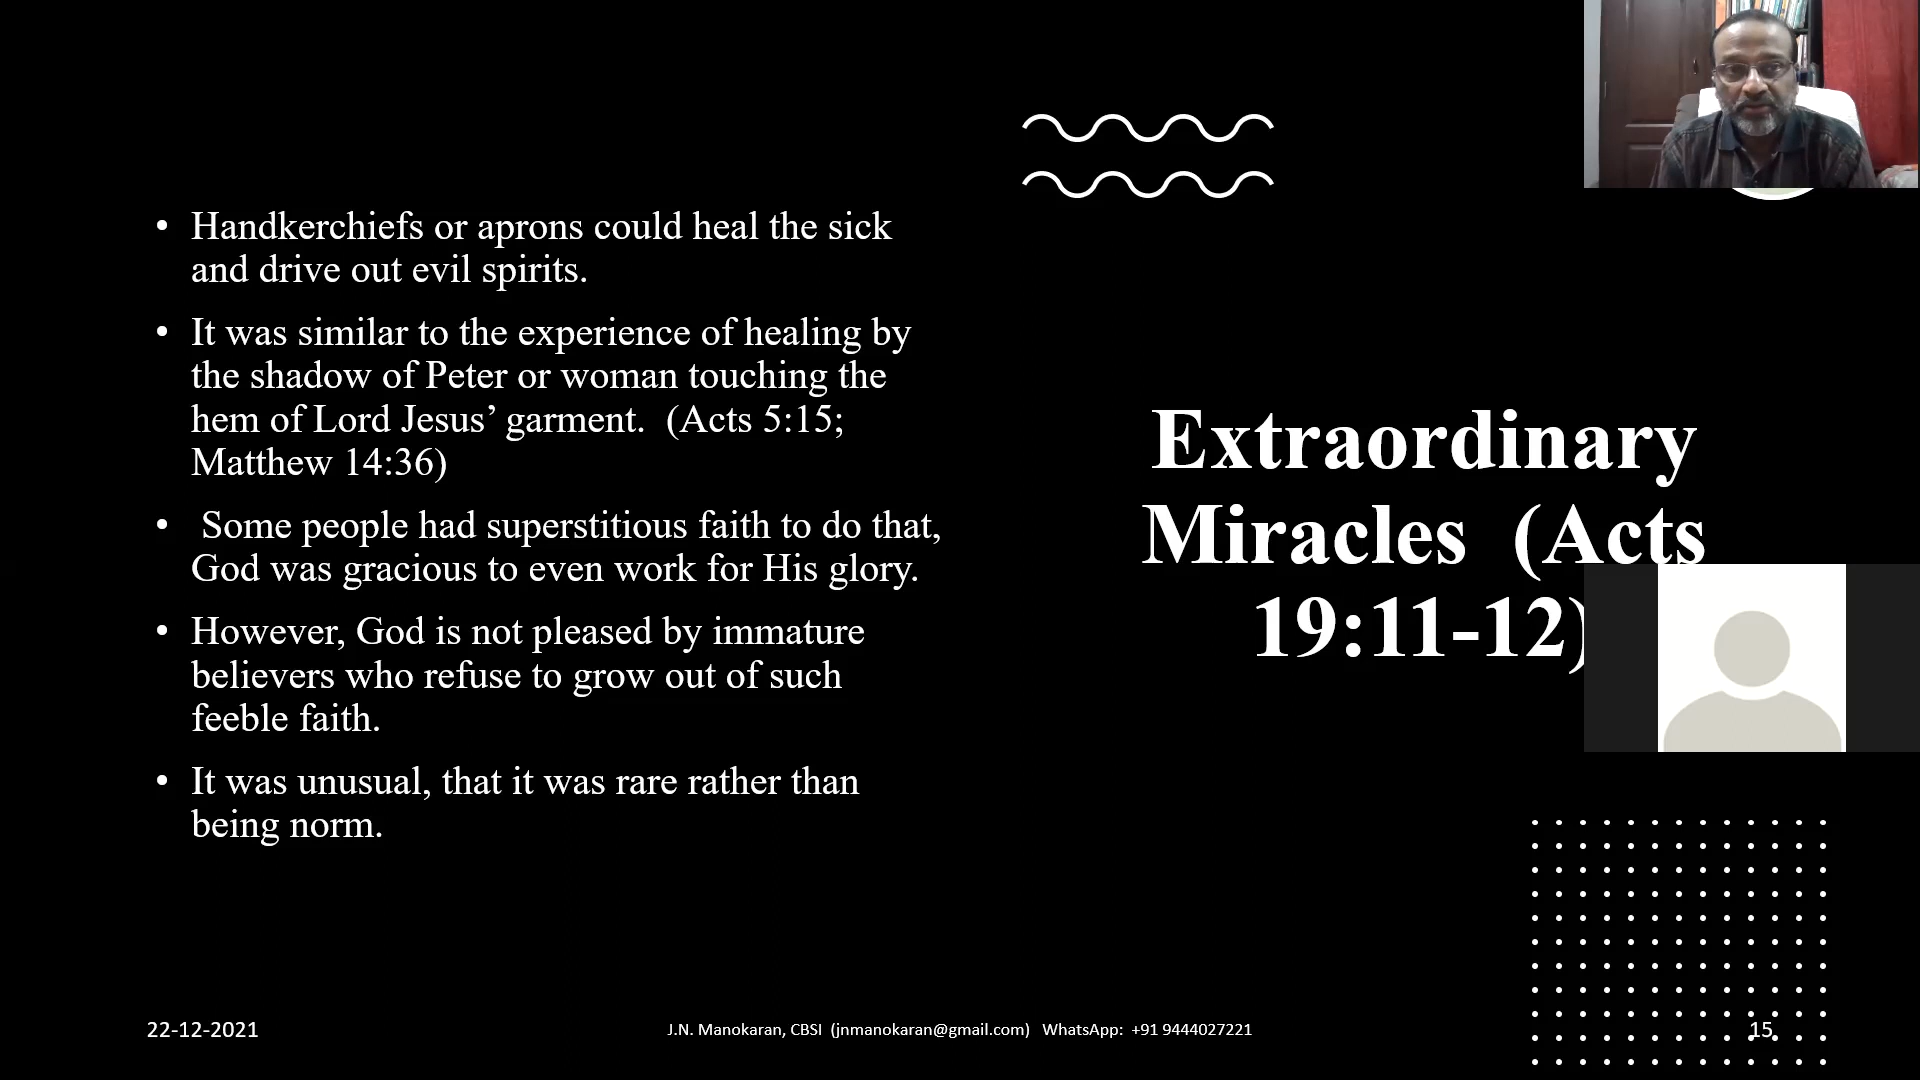 • Handkerchiefs or aprons could heal the sick
and drive out evil spirits.
• It was similar to the experience of healing by
the shadow of Peter or woman touching the
hem of Lord Jesus’ garment.  (Acts 5:15;
Matthew 14:36)
•  Some people had superstitious faith to do that,
God was gracious to even work for His glory.
• However, God is not pleased by immature
believers who refuse to grow out of such
feeble faith.
• It was unusual, that it was rare rather than
being norm.
Extraordinary
Miracles  (Acts
19:11-12)
22-12-2021
J.N. Manokaran, CBSI  (jnmanokaran@gmail.com)   WhatsApp:  +91 9444027221
15